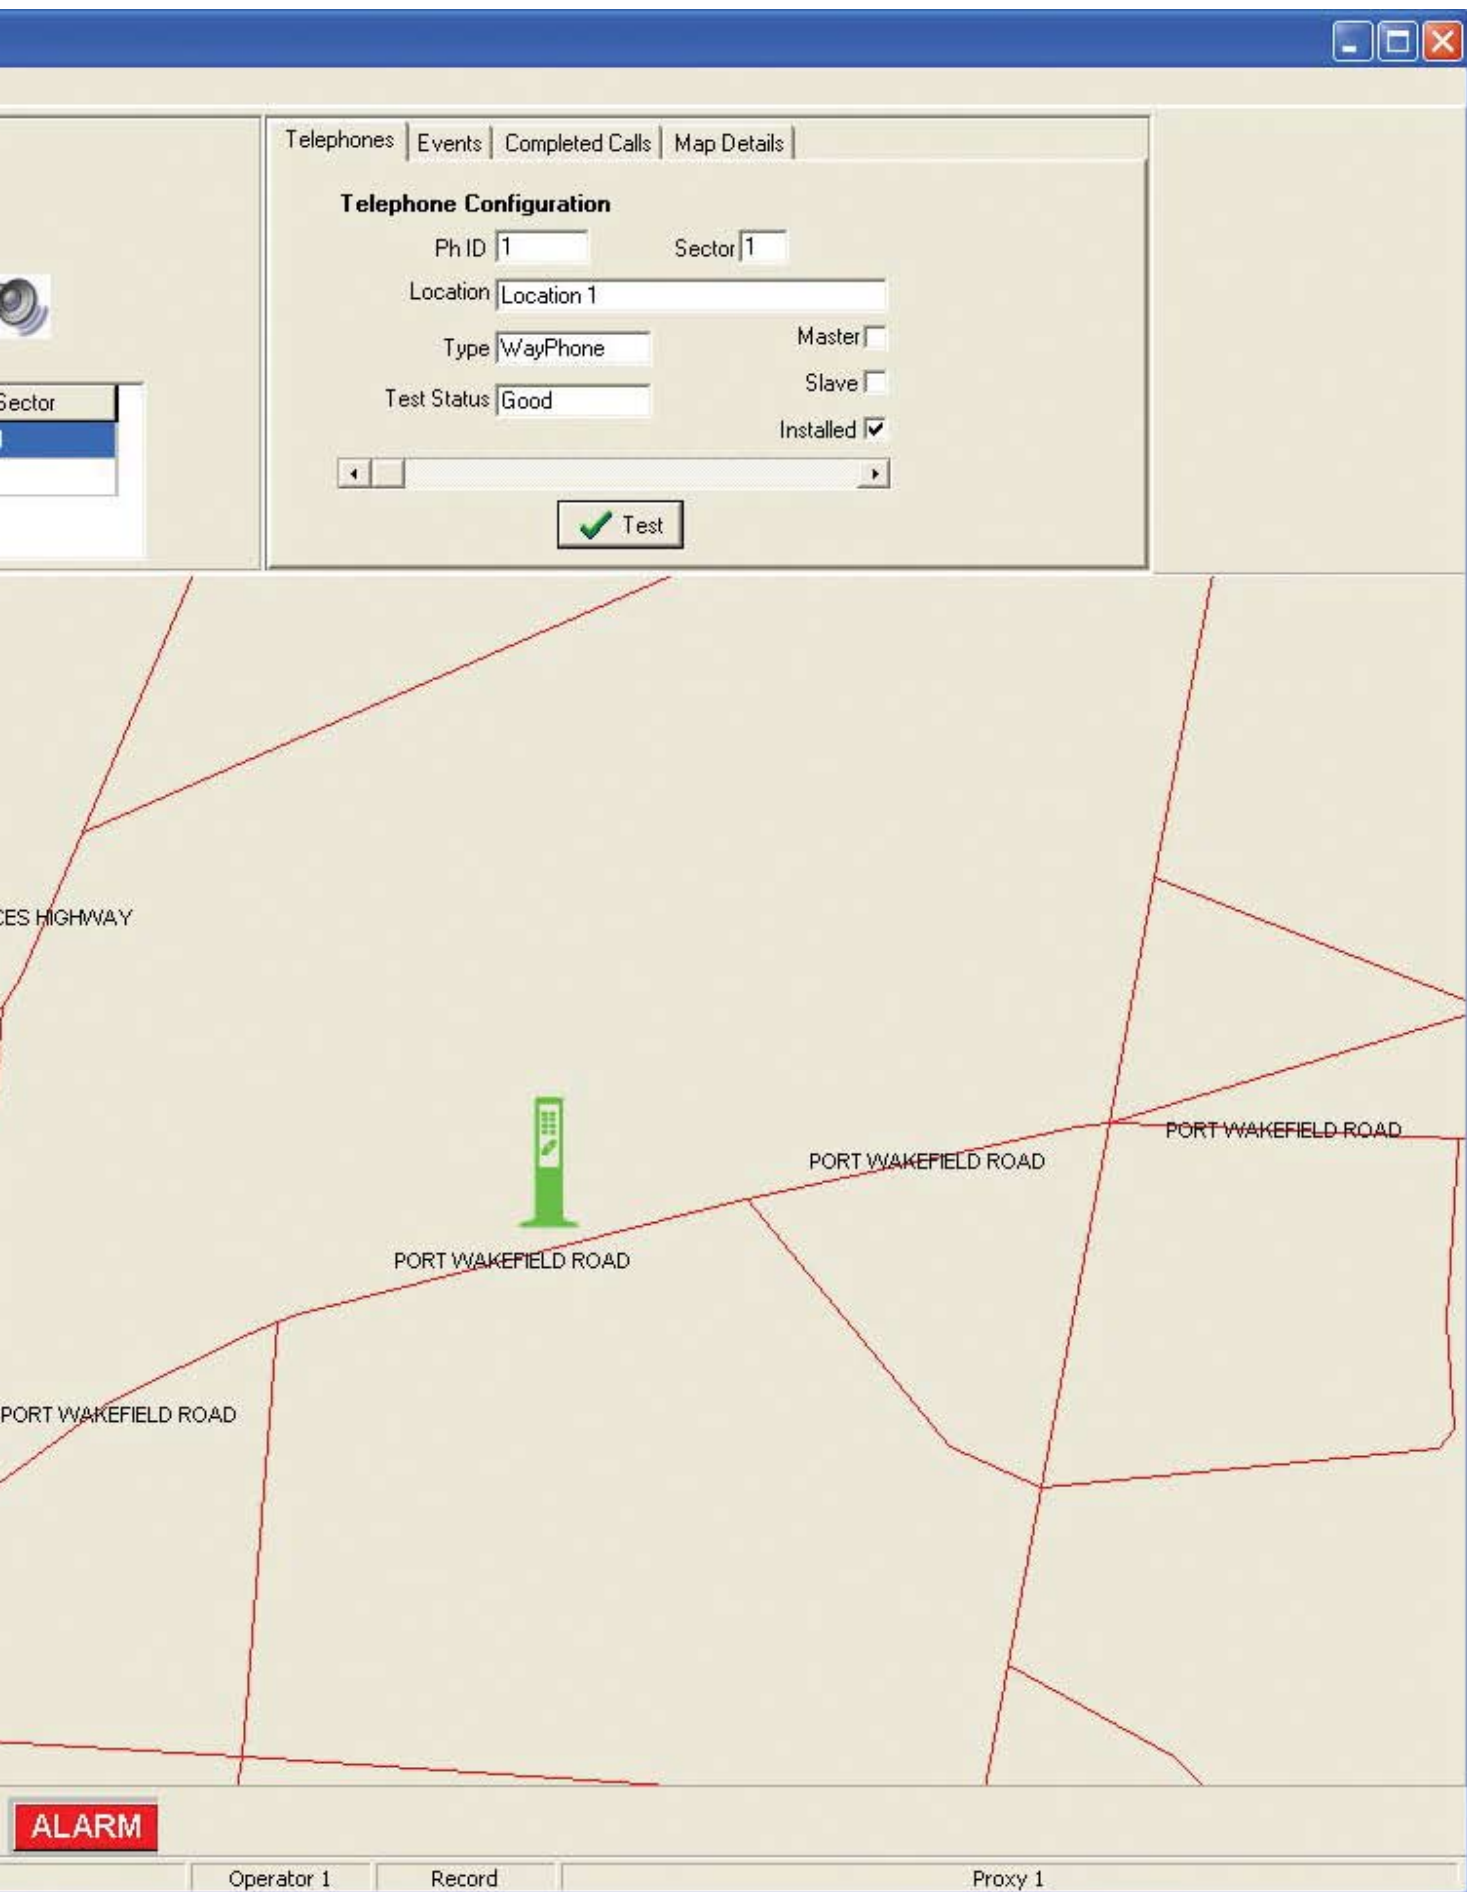 Telephones Events Completed Calls Map Details
Telephone Configuration
Ph ID 1 Sector 1
Location Location 1
Type WayPhone Master
Slave
Sector
Test Status Good
Installed
Test
CES HIGHWAY
PORT WAKEFIELD ROAD
PORT WAKEFIELD ROAD
PORT WAKEFIELD ROAD
PORT WAKEFIELD ROAD
ALARM
Operator 1 Record Proxy 1